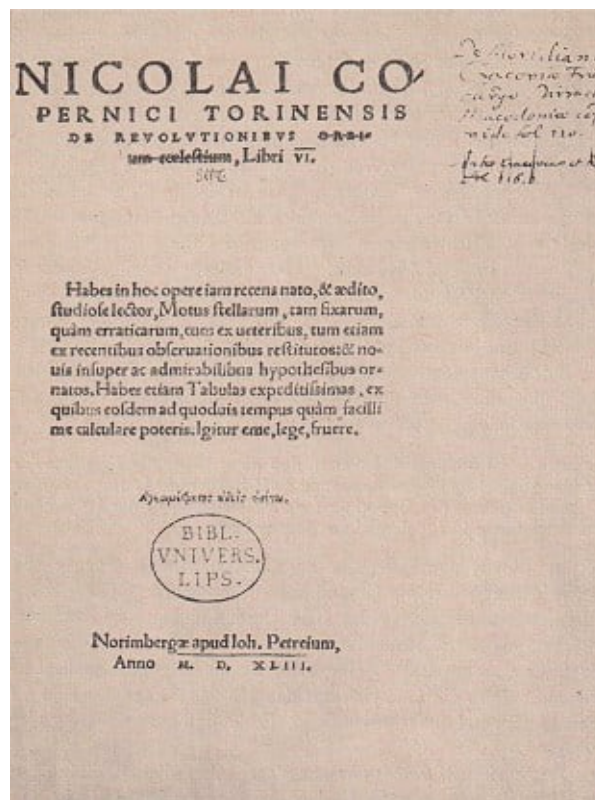 NICOLAI CO
PERNICI TORINENSIS
DE REVOLVTIONIBVS ORBI-
um cœlestium, Libri VI.
Habes in hoc opere iam recens nato, & ædito,
studiose lector, Motus stellarum, tam fixarum,
quàm erraticarum, cum ex ueteribus, tum etiam
ex recentibus obseruationibus restitutos: & no-
uis insuper ac admirabilibus hypothesibus or-
natos. Habes etiam Tabulas expeditissimas, ex
quibus eosdem ad quoduis tempus quàm facilli
me calculare poteris. Igitur eme, lege, fruere.
BIBL.
VNIVERS.
LIPS.
Norimbergæ apud Ioh. Petreium,
Anno M. D. XLIII.